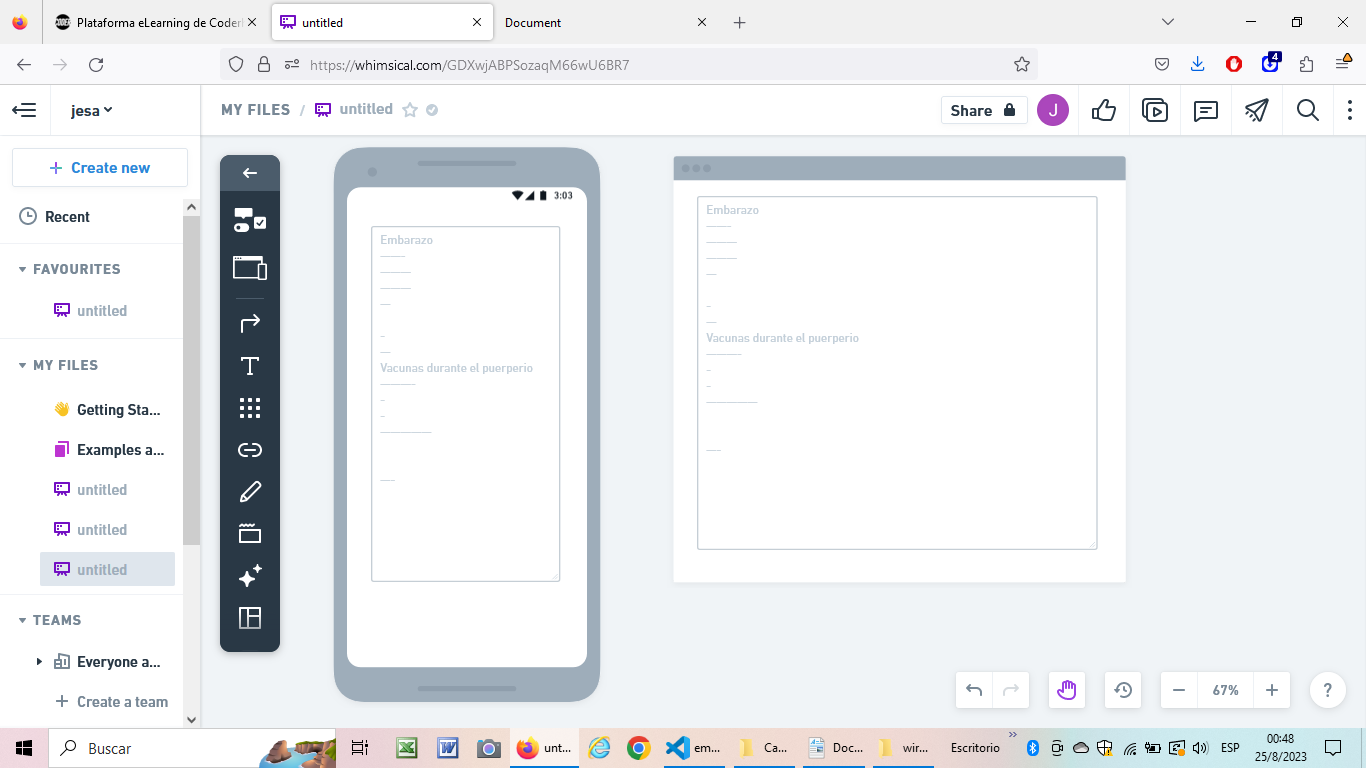 Plataforma eLearning de Coder
untitled
Document
https://whimsical.com/GDXwjABPSozaqM66wU6BR7
4
jesa
MY FILES / untitled
Share
J
Create new
Recent
FAVOURITES
untitled
MY FILES
Getting Sta...
Examples a...
untitled
untitled
untitled
TEAMS
Everyone a...
Create a team
3:03
Embarazo
Vacunas durante el puerperio
Embarazo
Vacunas durante el puerperio
67%
?
Buscar
unt...
em...
Ca...
Doc...
wir...
Escritorio
ESP
00:48
25/8/2023